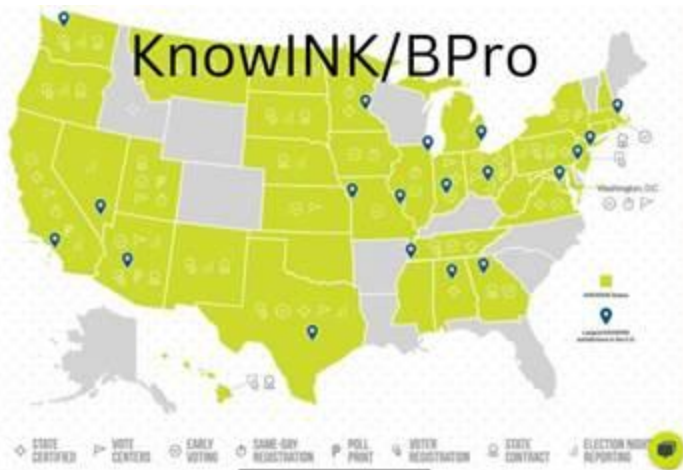 KnowINK/BPro
Washington, D.C.
STATE
CERTIFIED
VOTE
CENTERS
EARLY
VOTING
SAME-DAY
REGISTRATION
POLL
PRINT
VOTER
REGISTRATION
STATE
CONTRACT
ELECTION NIGHT
REPORTING